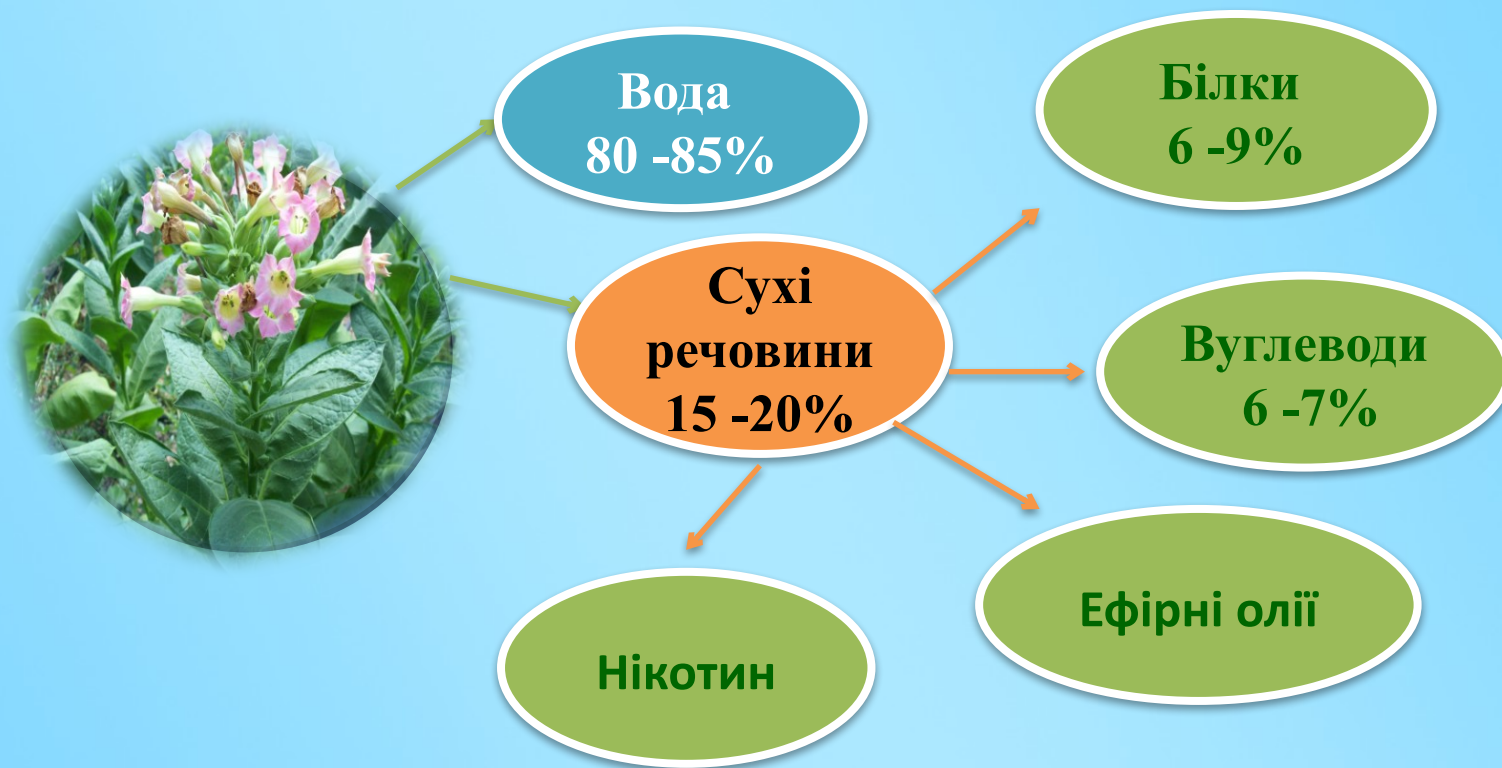 Вода
80 -85%
Білки
6 -9%
Сухі
речовини
15 -20%
Вуглеводи
6 -7%
Ефірні олії
Нікотин